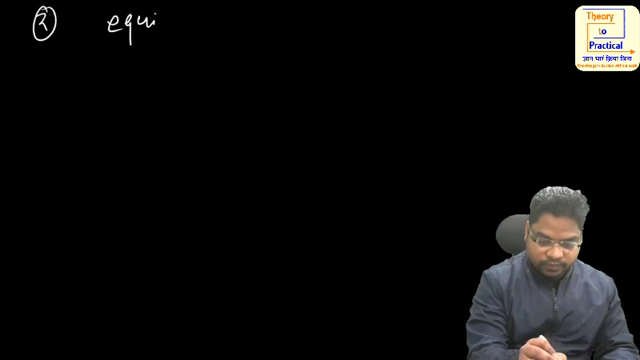 ② equi
Theory
to
Practical
ज्ञानं भारं क्रियां विना